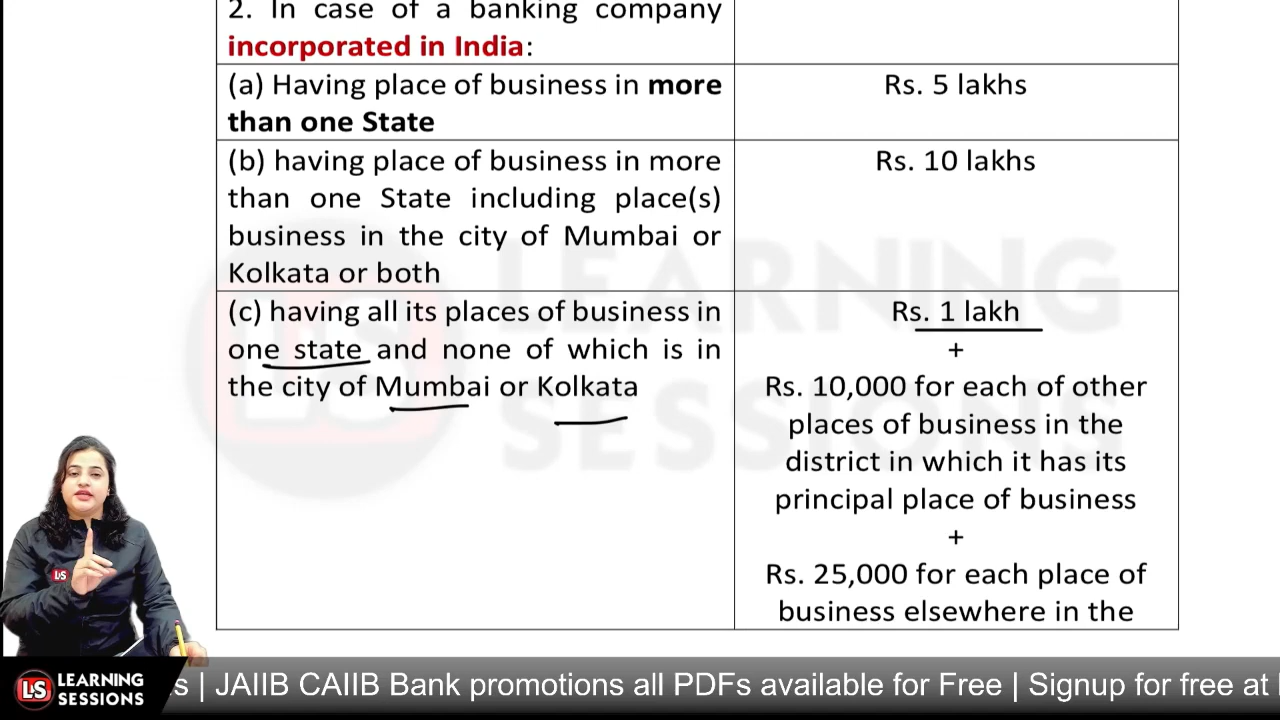 2. In case of a banking company
incorporated in India:
(a) Having place of business in more
than one State
Rs. 5 lakhs
(b) having place of business in more
than one State including place(s)
business in the city of Mumbai or
Kolkata or both
Rs. 10 lakhs
(c) having all its places of business in
one state and none of which is in
the city of Mumbai or Kolkata
Rs. 1 lakh
+
Rs. 10,000 for each of other
places of business in the
district in which it has its
principal place of business
+
Rs. 25,000 for each place of
business elsewhere in the
LS LEARNING
SESSIONS
LS
LS LEARNING
SESSIONS
s | JAIIB CAIIB Bank promotions all PDFs available for Free | Signup for free at